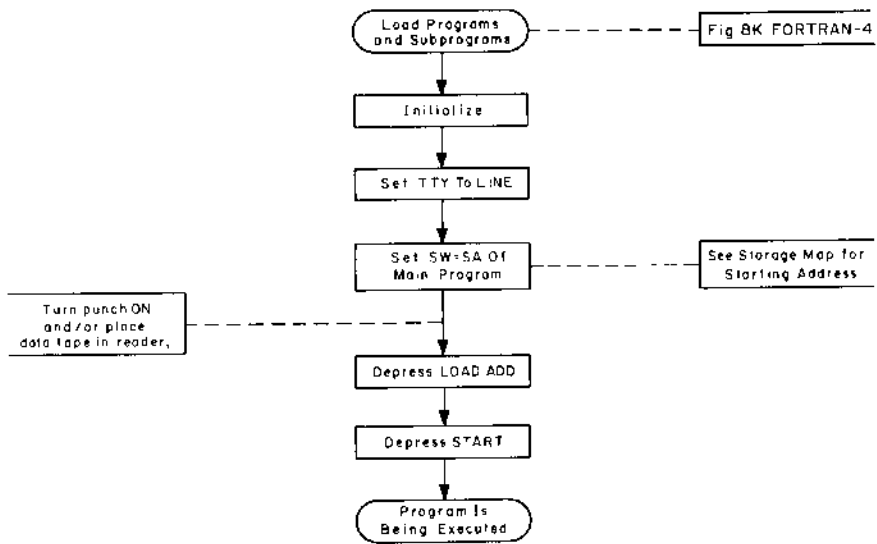 Load Programs
and Subprograms
Fig 8K FORTRAN-4
Initialize
Set TTY To LINE
Set SW=SA Of
Main Program
See Storage Map for
Starting Address
Turn punch ON
and/or place
data tape in reader,
Depress LOAD ADD
Depress START
Program Is
Being Executed